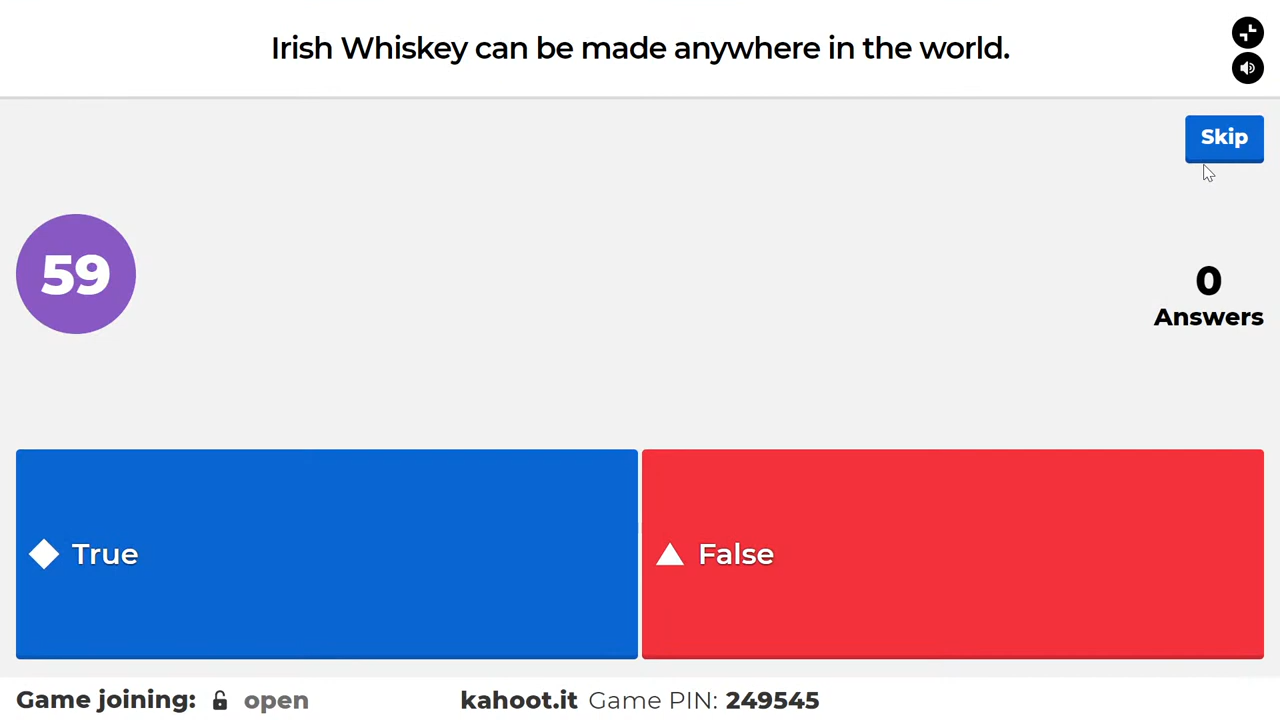 Irish Whiskey can be made anywhere in the world.
Skip
59
0
Answers
True
False
Game joining: open
kahoot.it Game PIN: 249545